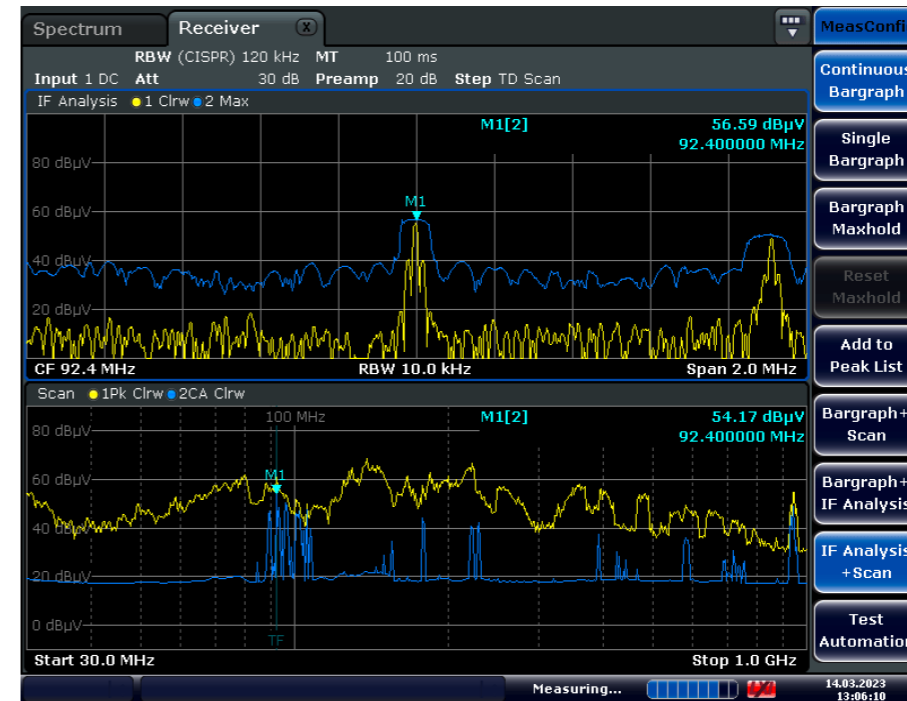 Spectrum Receiver X
MeasConfi
RBW (CISPR) 120 kHz MT 100 ms
Input 1 DC Att 30 dB Preamp 20 dB Step TD Scan
IF Analysis 1 Clrw 2 Max
M1[2] 56.59 dBµV
92.400000 MHz
80 dBµV
60 dBµV
M1
40 dBµV
20 dBµV
CF 92.4 MHz RBW 10.0 kHz Span 2.0 MHz
Scan 1Pk Clrw 2CA Clrw
100 MHz
M1[2] 54.17 dBµV
92.400000 MHz
80 dBµV
60 dBµV
M1
40 dBµV
20 dBµV
0 dBµV
TF
Start 30.0 MHz Stop 1.0 GHz
Continuous
Bargraph
Single
Bargraph
Bargraph
Maxhold
Reset
Maxhold
Add to
Peak List
Bargraph+
Scan
Bargraph+
IF Analysis
IF Analysis
+Scan
Test
Automation
Measuring...
14.03.2023
13:06:10